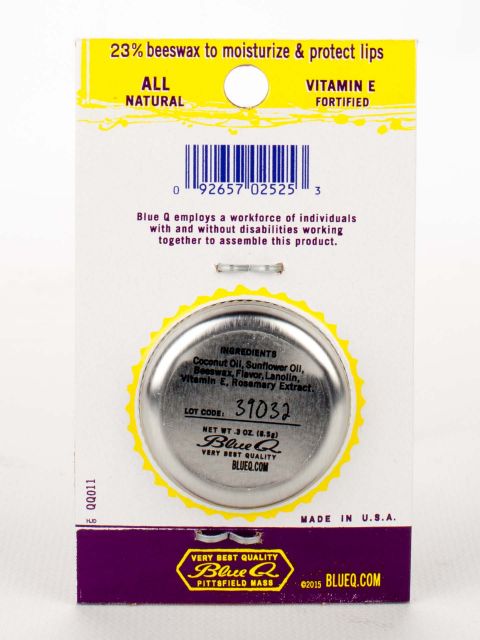 23% beeswax to moisturize & protect lips
ALL
NATURAL
VITAMIN E
FORTIFIED
0 92657 02525 3
Blue Q employs a workforce of individuals
with and without disabilities working
together to assemble this product.
INGREDIENTS
Coconut Oil, Sunflower Oil,
Beeswax, Flavor, Lanolin,
Vitamin E, Rosemary Extract.
LOT CODE: 39032
NET WT .3 OZ. (8.5g)
Blue Q
VERY BEST QUALITY
BLUEQ.COM
QQ011
HJD
MADE IN U.S.A.
VERY BEST QUALITY
Blue Q
PITTSFIELD MASS
©2015 BLUEQ.COM